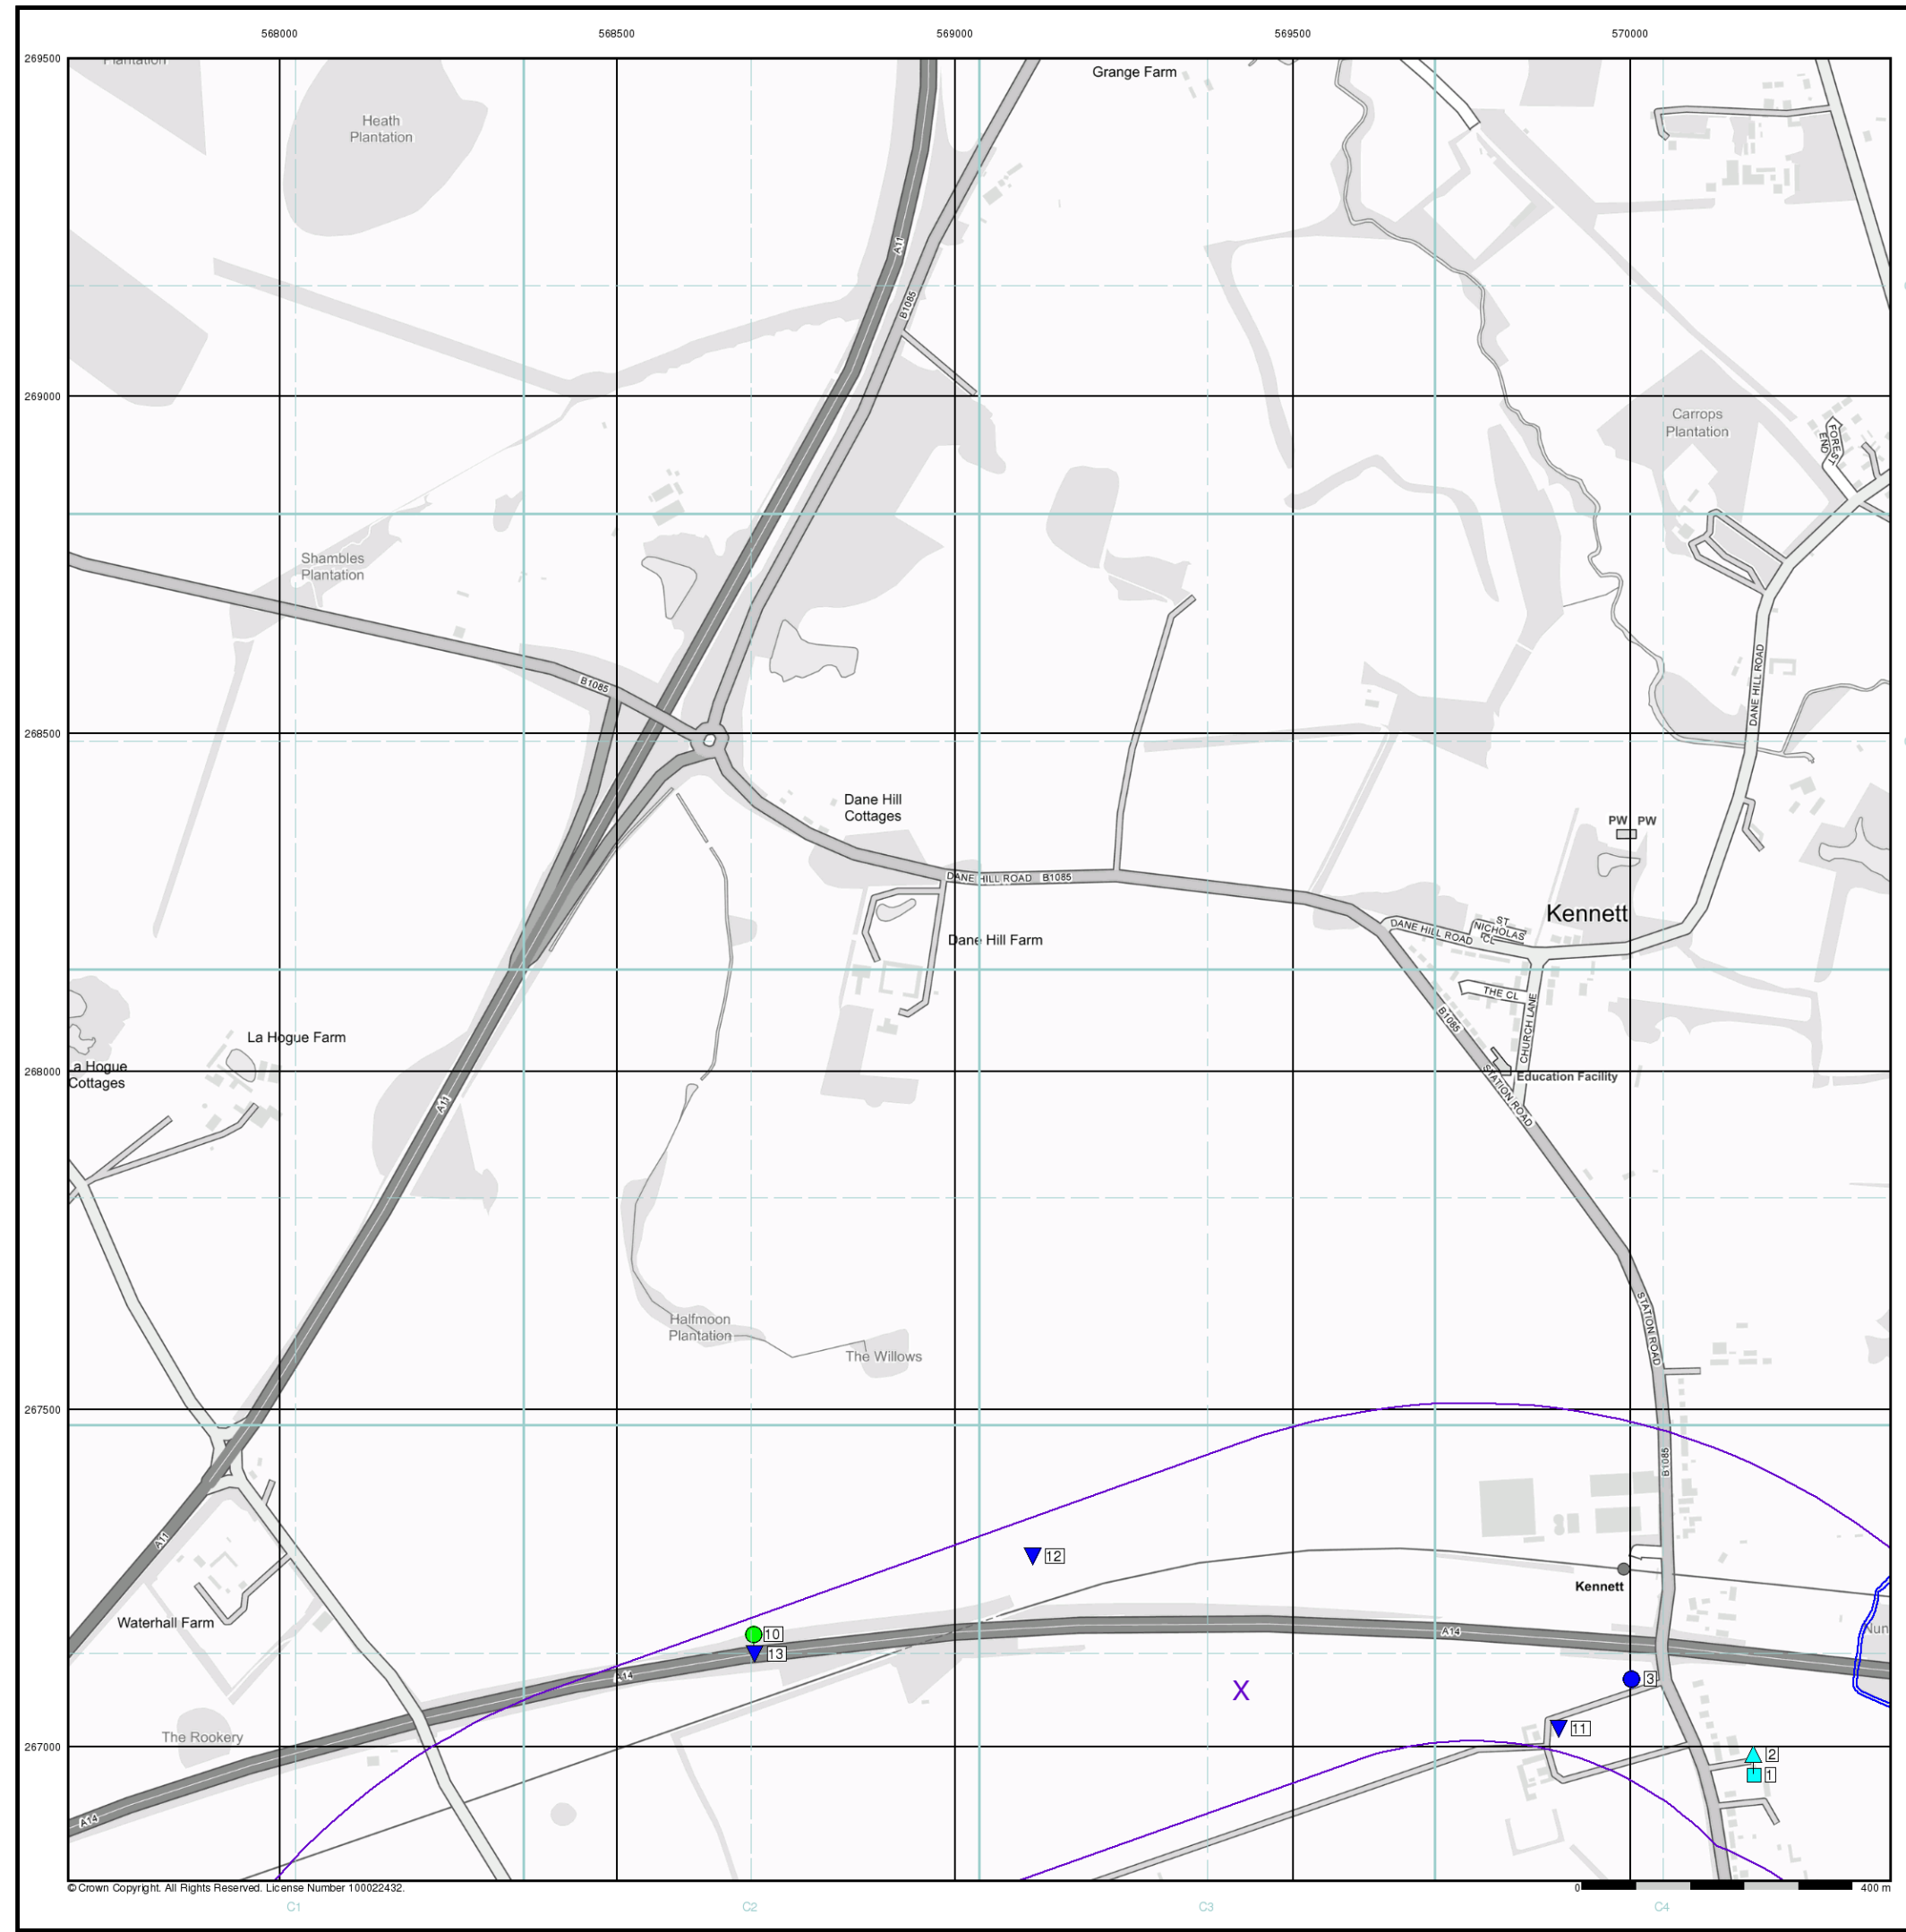 568000
568500
569000
569500
570000
269500
Plantation
Grange Farm
Heath
Plantation
A11
B1085
269000
Carrops
Plantation
FOREST
END
Shambles
Plantation
DANE HILL ROAD
B1085
268500
Dane Hill
Cottages
PW PW
DANE HILL ROAD B1085
Kennett
ST
NICHOLAS
CL
DANE HILL ROAD
Dane Hill Farm
THE CL
B1085
CHURCH LANE
La Hogue Farm
268000
La Hogue
Cottages
Education Facility
STATION ROAD
A11
Halfmoon
Plantation
STATION ROAD
The Willows
267500
B1085
A11
12
Kennett
Waterhall Farm
10
13
A14
A14
Nun
3
X
11
The Rookery
267000
2
1
A14
© Crown Copyright. All Rights Reserved. License Number 100022432.
0
400 m
C1
C2
C3
C4